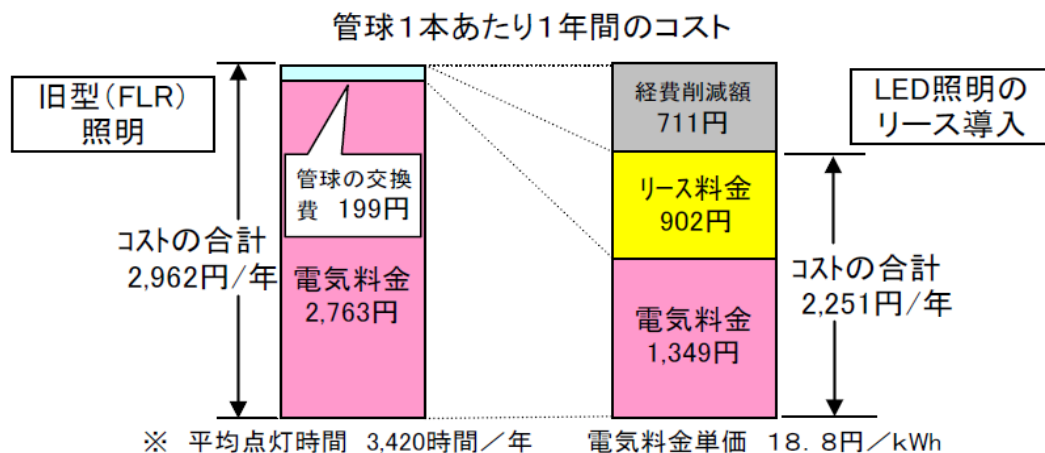 管球1本あたり1年間のコスト
旧型(FLR)
照明
管球の交換
費 199円
コストの合計
2,962円/年
電気料金
2,763円
経費削減額
711円
リース料金
902円
電気料金
1,349円
LED照明の
リース導入
コストの合計
2,251円/年
※ 平均点灯時間 3,420時間/年 電気料金単価 18.8円/kWh